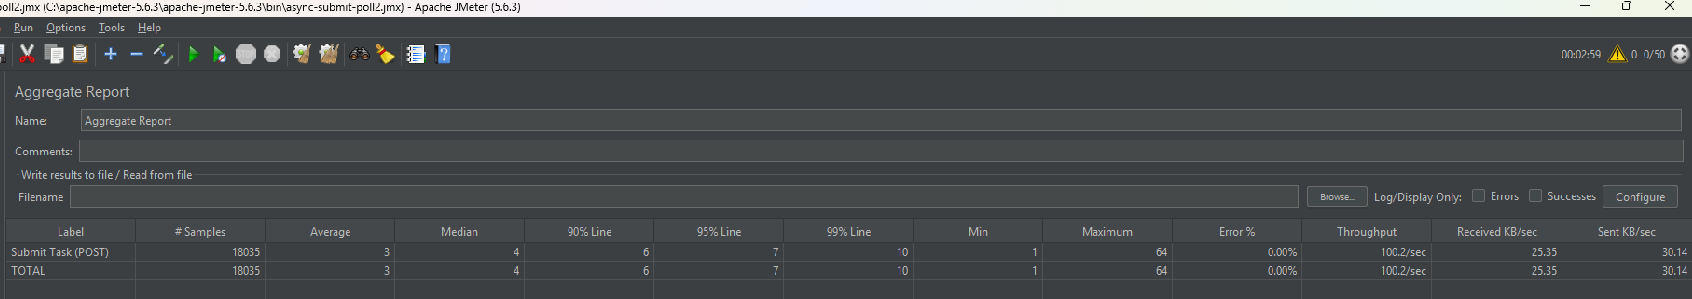 poll2.jmx (C:\apache-jmeter-5.6.3\apache-jmeter-5.6.3\bin\async-submit-poll2.jmx) - Apache JMeter (5.6.3)
Run Options Tools Help
STOP 00:02:59 0 0/50
Aggregate Report
Name: Aggregate Report
Comments:
Write results to file / Read from file
Filename Browse... Log/Display Only: Errors Successes Configure
Label # Samples Average Median 90% Line 95% Line 99% Line Min Maximum Error % Throughput Received KB/sec Sent KB/sec
Submit Task (POST) 18035 3 4 6 7 10 1 64 0.00% 100.2/sec 25.35 30.14
TOTAL 18035 3 4 6 7 10 1 64 0.00% 100.2/sec 25.35 30.14